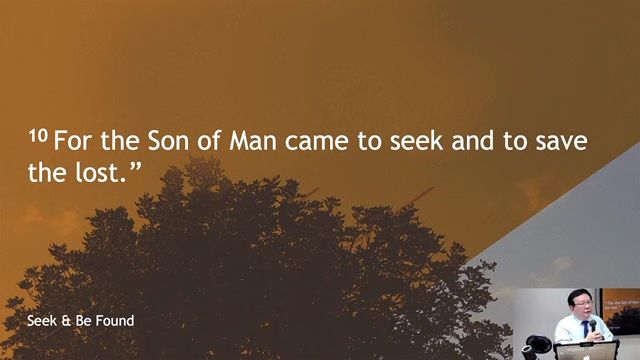 10 For the Son of Man came to seek and to save
the lost.”
Seek & Be Found